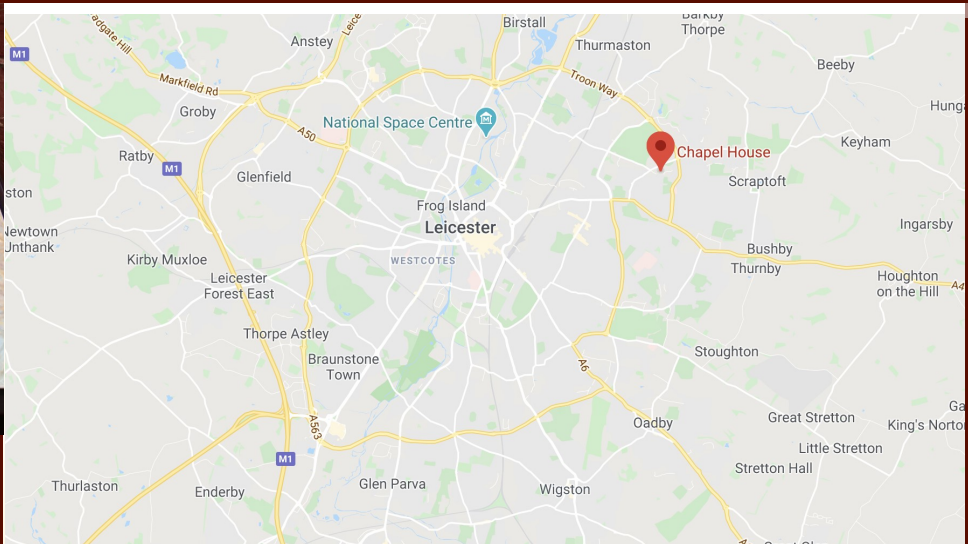 Birstall
Barkby
Thorpe
Anstey
Thurmaston
M1
Beeby
Markfield Rd
Troon Way
Groby
National Space Centre
A50
Keyham
Ratby
Chapel House
M1
Glenfield
Scraptoft
Frog Island
Leicester
Ingarsby
Newtown
Unthank
Kirby Muxloe
WESTCOTES
Bushby
Thurnby
Leicester
Forest East
Houghton
on the Hill
A4
Thorpe Astley
Braunstone
Town
Stoughton
A6
Great Stretton
A563
Oadby
King's Norto
Little Stretton
M1
Stretton Hall
Thurlaston
Enderby
Glen Parva
Wigston